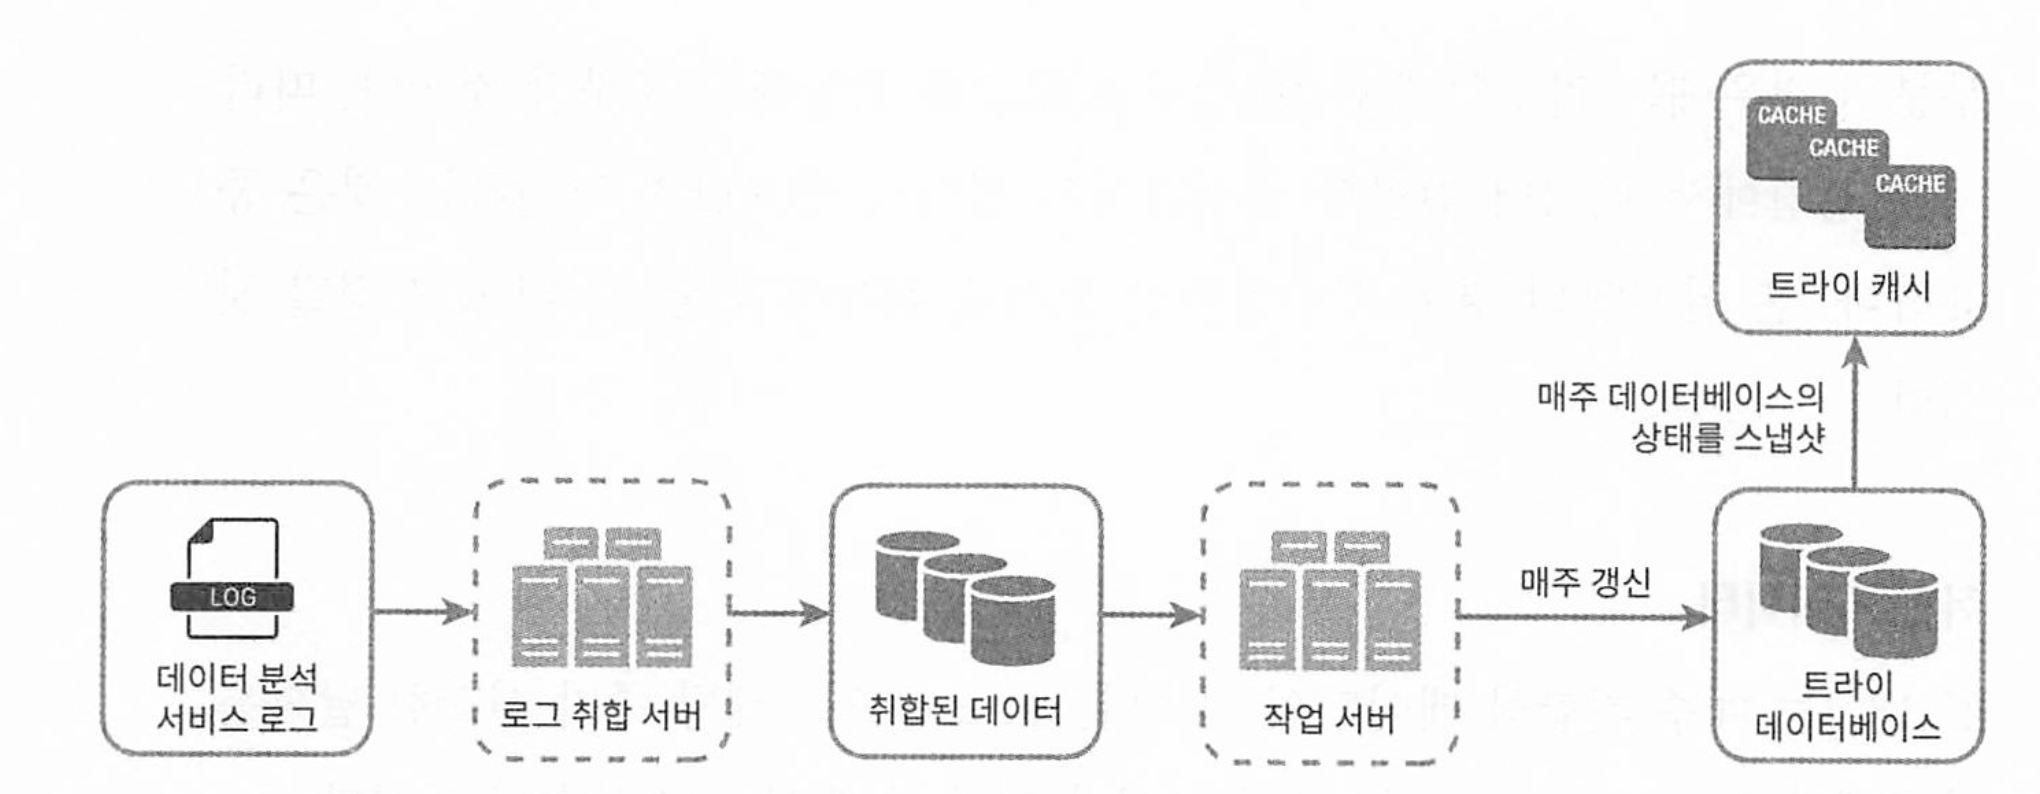 CACHE
CACHE
CACHE
트라이 캐시
매주 데이터베이스의
상태를 스냅샷
LOG
데이터 분석
서비스 로그
로그 취합 서버
취합된 데이터
작업 서버
매주 갱신
트라이
데이터베이스